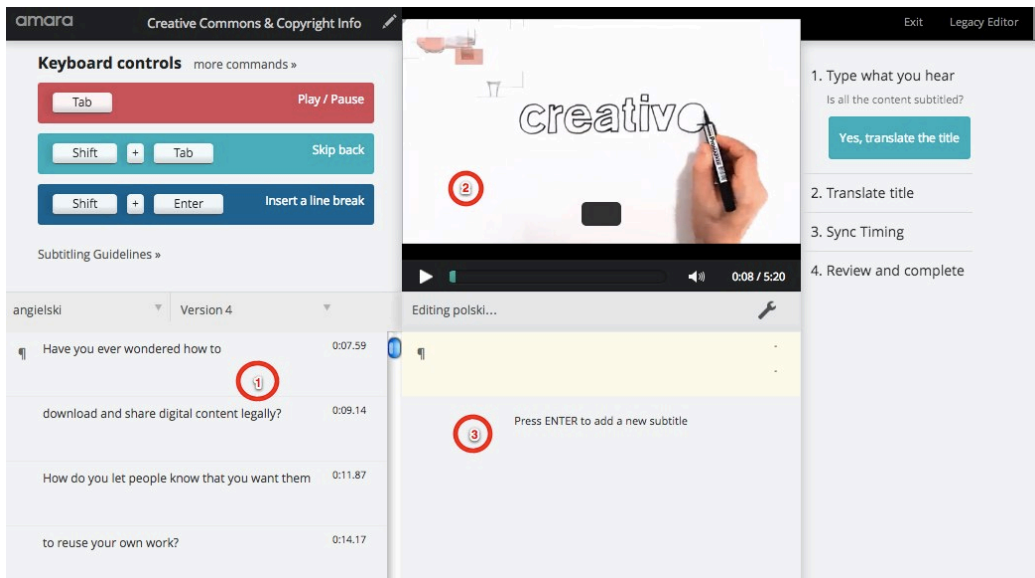 amara
Creative Commons & Copyright Info
Exit
Legacy Editor
Keyboard controls more commands »
Tab
Play / Pause
Shift + Tab
Skip back
Shift + Enter
Insert a line break
Subtitling Guidelines »
creative
2
0:08 / 5:20
1. Type what you hear
Is all the content subtitled?
Yes, translate the title
2. Translate title
3. Sync Timing
4. Review and complete
angielski
Version 4
¶ Have you ever wondered how to 0:07.59
1
download and share digital content legally? 0:09.14
How do you let people know that you want them 0:11.87
to reuse your own work? 0:14.17
Editing polski...
¶
Press ENTER to add a new subtitle
3